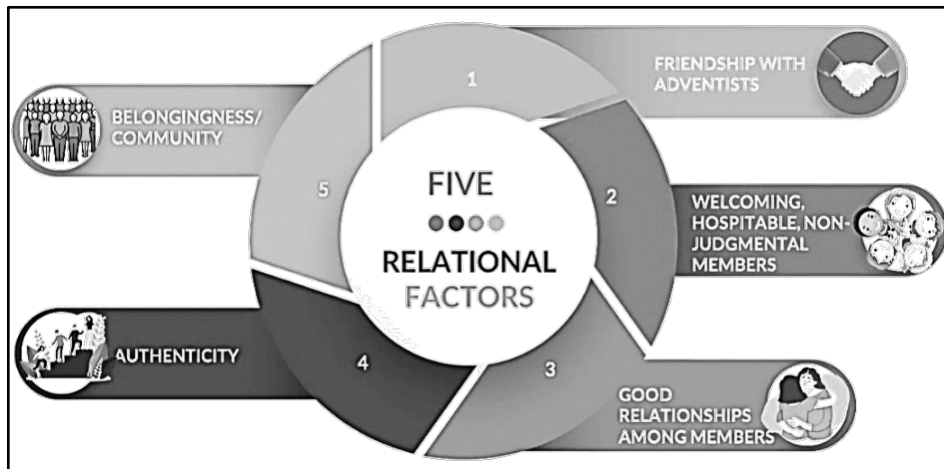 FIVE
RELATIONAL
FACTORS
1
FRIENDSHIP WITH
ADVENTISTS
2
WELCOMING,
HOSPITABLE, NON-
JUDGMENTAL
MEMBERS
3
GOOD
RELATIONSHIPS
AMONG MEMBERS
4
AUTHENTICITY
5
BELONGINGNESS/
COMMUNITY